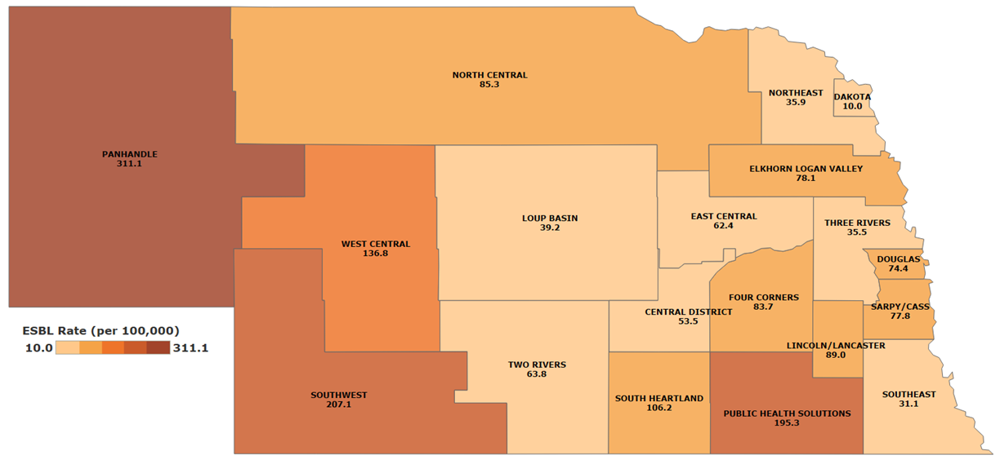 NORTH CENTRAL
85.3
NORTHEAST
35.9
DAKOTA
10.0
PANHANDLE
311.1
ELKHORN LOGAN VALLEY
78.1
LOUP BASIN
39.2
EAST CENTRAL
62.4
THREE RIVERS
35.5
WEST CENTRAL
136.8
DOUGLAS
74.4
FOUR CORNERS
83.7
SARPY/CASS
77.8
CENTRAL DISTRICT
53.5
ESBL Rate (per 100,000)
10.0 311.1
LINCOLN/LANCASTER
89.0
TWO RIVERS
63.8
SOUTHWEST
207.1
SOUTH HEARTLAND
106.2
SOUTHEAST
31.1
PUBLIC HEALTH SOLUTIONS
195.3